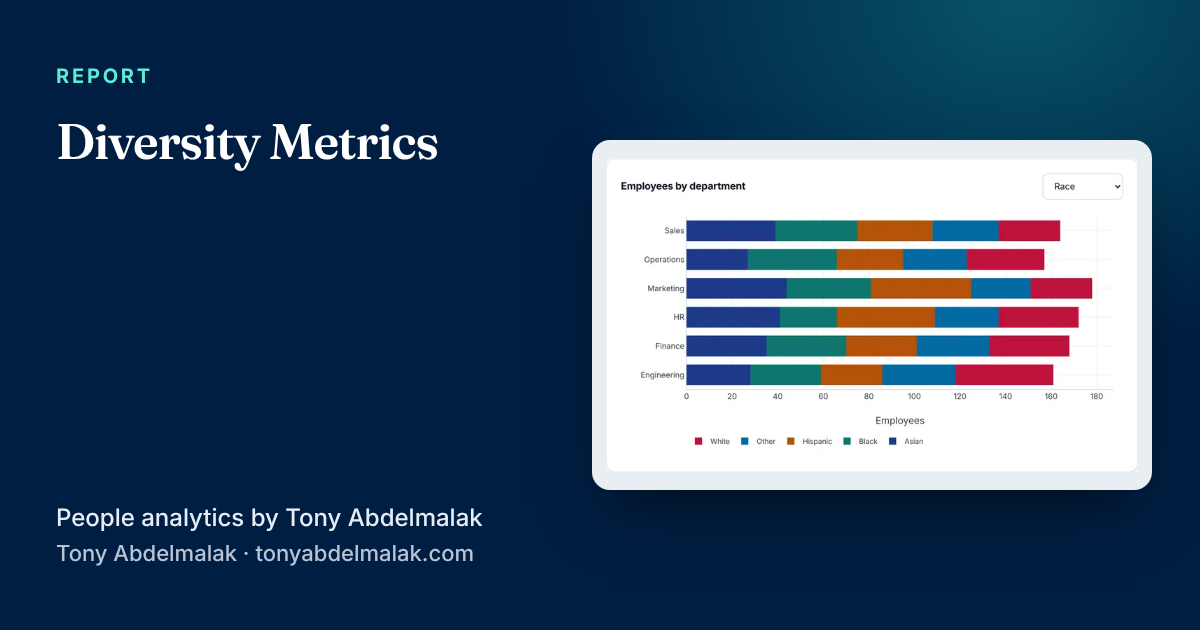 REPORT
Diversity Metrics
Employees by department
Race
Sales
Operations
Marketing
HR
Finance
Engineering
0 20 40 60 80 100 120 140 160 180
Employees
White Other Hispanic Black Asian
People analytics by Tony Abdelmalak
Tony Abdelmalak · tonyabdelmalak.com